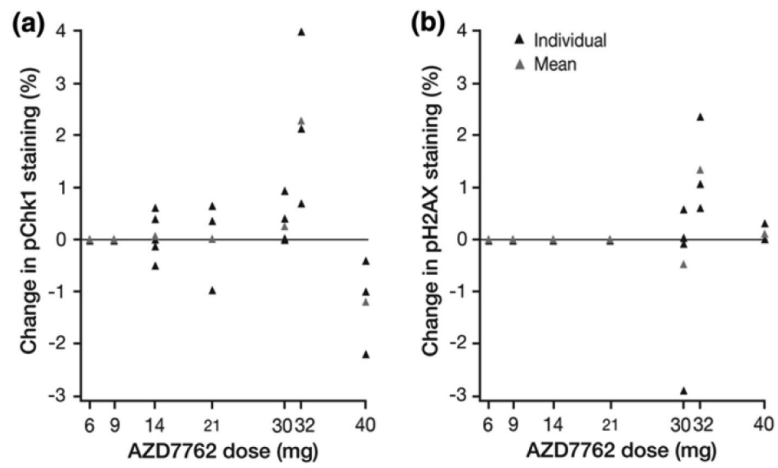 (a)
Change in pChk1 staining (%)
4
3
2
1
0
-1
-2
-3
6 9 14 21 30 32 40
AZD7762 dose (mg)
(b)
Individual
Mean
Change in pH2AX staining (%)
4
3
2
1
0
-1
-2
-3
6 9 14 21 30 32 40
AZD7762 dose (mg)